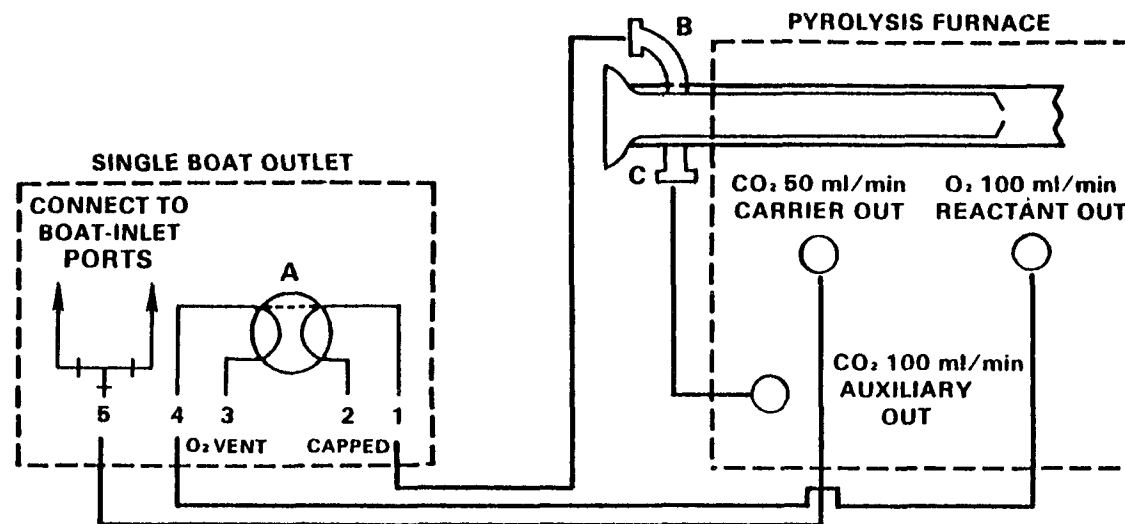 PYROLYSIS FURNACE
B
SINGLE BOAT OUTLET
CONNECT TO
BOAT-INLET
PORTS
A
C
CO₂ 50 ml/min
CARRIER OUT
O₂ 100 ml/min
REACTANT OUT
CO₂ 100 ml/min
AUXILIARY
OUT
5 4 3 2 1
O₂ VENT CAPPED